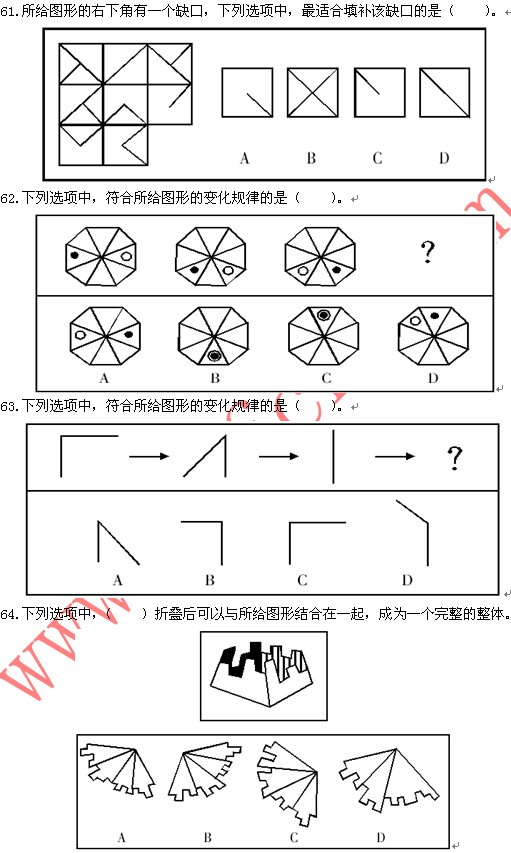 61.所给图形的右下角有一个缺口，下列选项中，最适合填补该缺口的是（　　）。
A B C D
62.下列选项中，符合所给图形的变化规律的是（　　）。
?
A B C D
63.下列选项中，符合所给图形的变化规律的是（　　）。
?
A B C D
64.下列选项中，（　　）折叠后可以与所给图形结合在一起，成为一个完整的整体。
A B C D